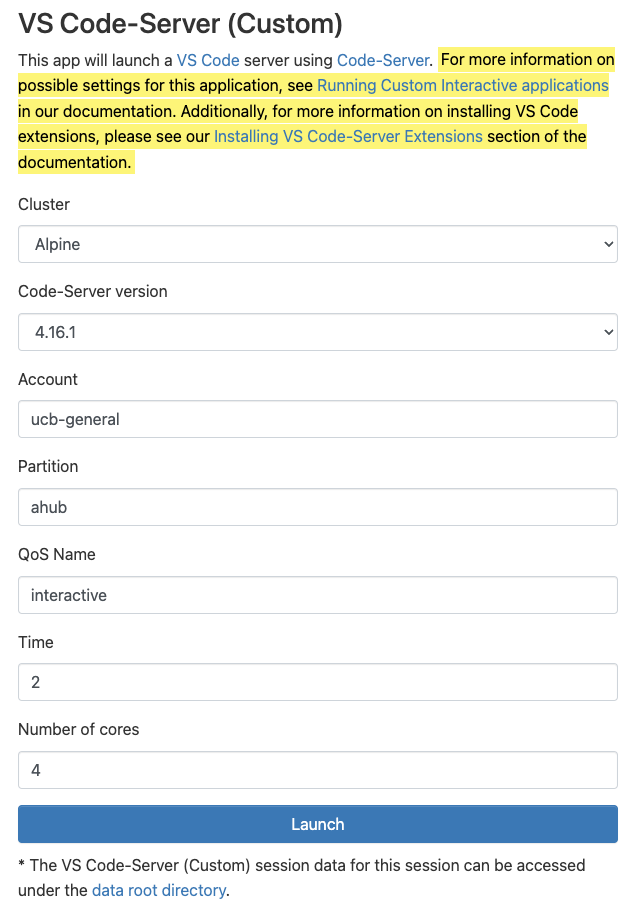 VS Code-Server (Custom)
This app will launch a VS Code server using Code-Server. For more information on
possible settings for this application, see Running Custom Interactive applications
in our documentation. Additionally, for more information on installing VS Code
extensions, please see our Installing VS Code-Server Extensions section of the
documentation.
Cluster
Alpine
Code-Server version
4.16.1
Account
ucb-general
Partition
ahub
QoS Name
interactive
Time
2
Number of cores
4
Launch
* The VS Code-Server (Custom) session data for this session can be accessed
under the data root directory.